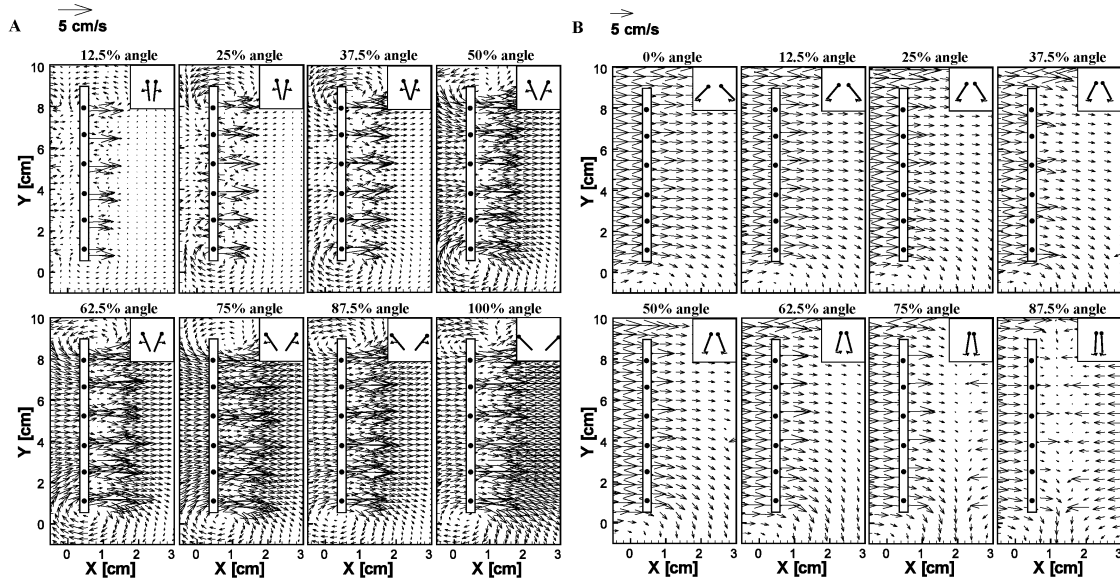 A 5 cm/s
12.5% angle 25% angle 37.5% angle 50% angle
Y [cm]
10
8
6
4
2
0
62.5% angle 75% angle 87.5% angle 100% angle
Y [cm]
10
8
6
4
2
0
0 1 2 3 0 1 2 3 0 1 2 3 0 1 2 3
X [cm] X [cm] X [cm] X [cm]
B 5 cm/s
0% angle 12.5% angle 25% angle 37.5% angle
Y [cm]
10
8
6
4
2
0
50% angle 62.5% angle 75% angle 87.5% angle
Y [cm]
10
8
6
4
2
0
0 1 2 3 0 1 2 3 0 1 2 3 0 1 2 3
X [cm] X [cm] X [cm] X [cm]